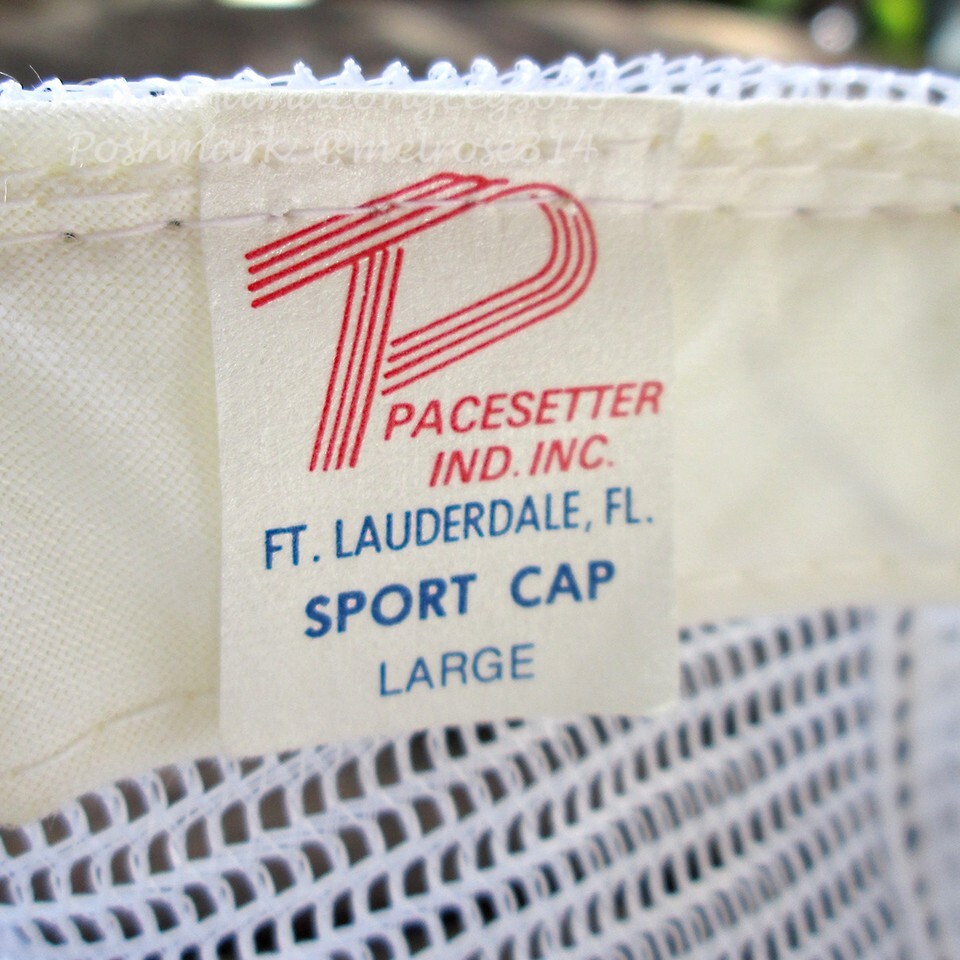 Poshmark: @melrose814
PACESETTER
IND. INC.
FT. LAUDERDALE, FL.
SPORT CAP
LARGE